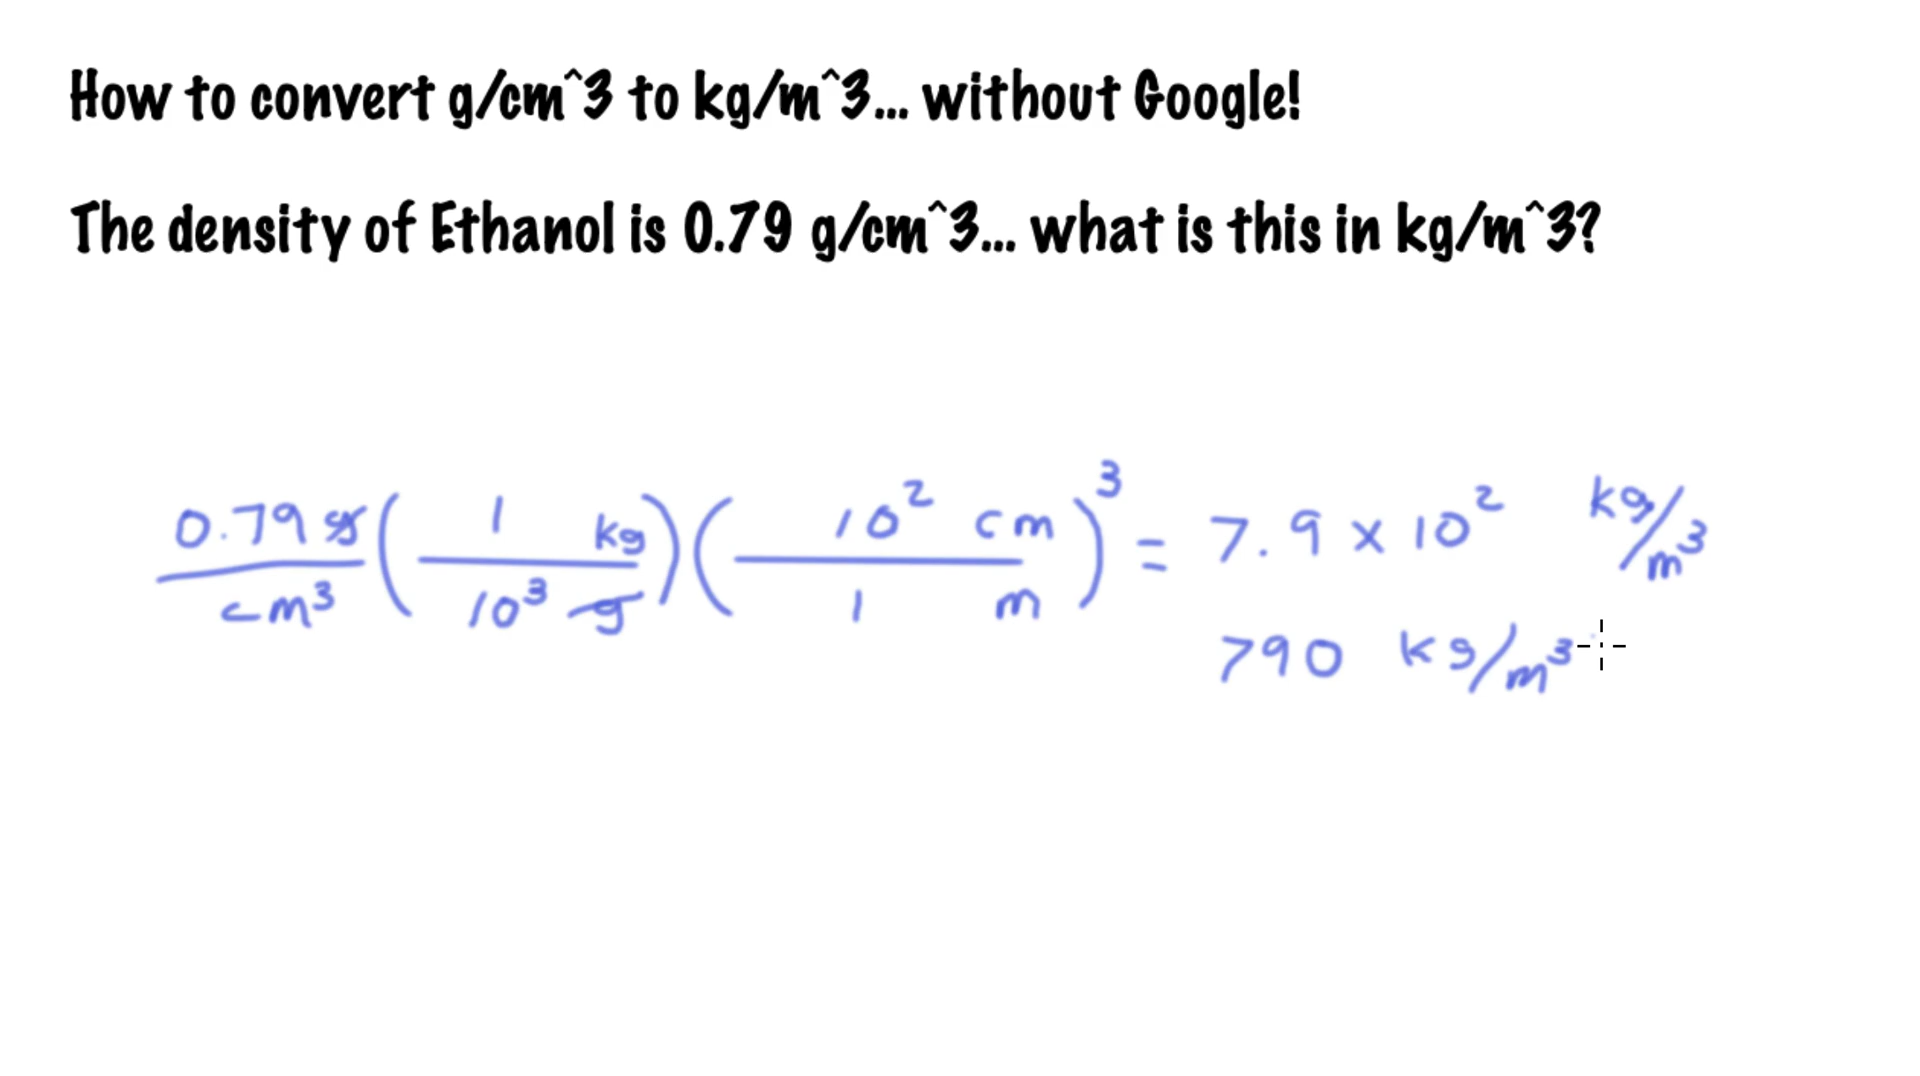 How to convert g/cm^3 to kg/m^3... without Google!
The density of Ethanol is 0.79 g/cm^3... what is this in kg/m^3?
0.79 g/cm³ (1 kg/10³ g) (10² cm/1 m)³ = 7.9 x 10² kg/m³
790 kg/m³